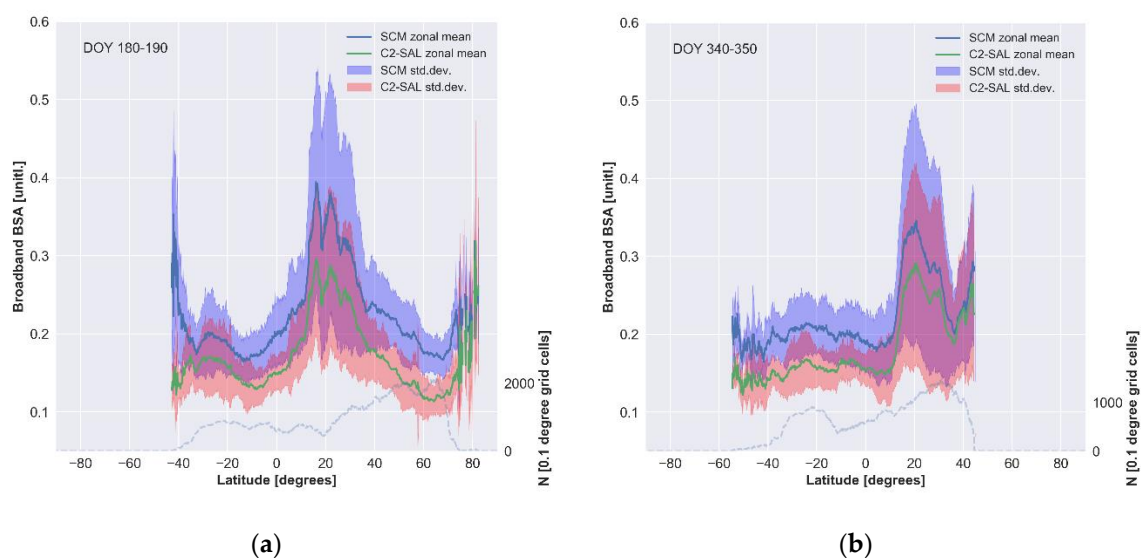 DOY 180-190
SCM zonal mean
C2-SAL zonal mean
SCM std.dev.
C2-SAL std.dev.
Broadband BSA [unitl.]
0.6
0.5
0.4
0.3
0.2
0.1
2000
0
N [0.1 degree grid cells]
−80 −60 −40 −20 0 20 40 60 80
Latitude [degrees]
(a)
DOY 340-350
SCM zonal mean
C2-SAL zonal mean
SCM std.dev.
C2-SAL std.dev.
Broadband BSA [unitl.]
0.6
0.5
0.4
0.3
0.2
0.1
1000
0
N [0.1 degree grid cells]
−80 −60 −40 −20 0 20 40 60 80
Latitude [degrees]
(b)